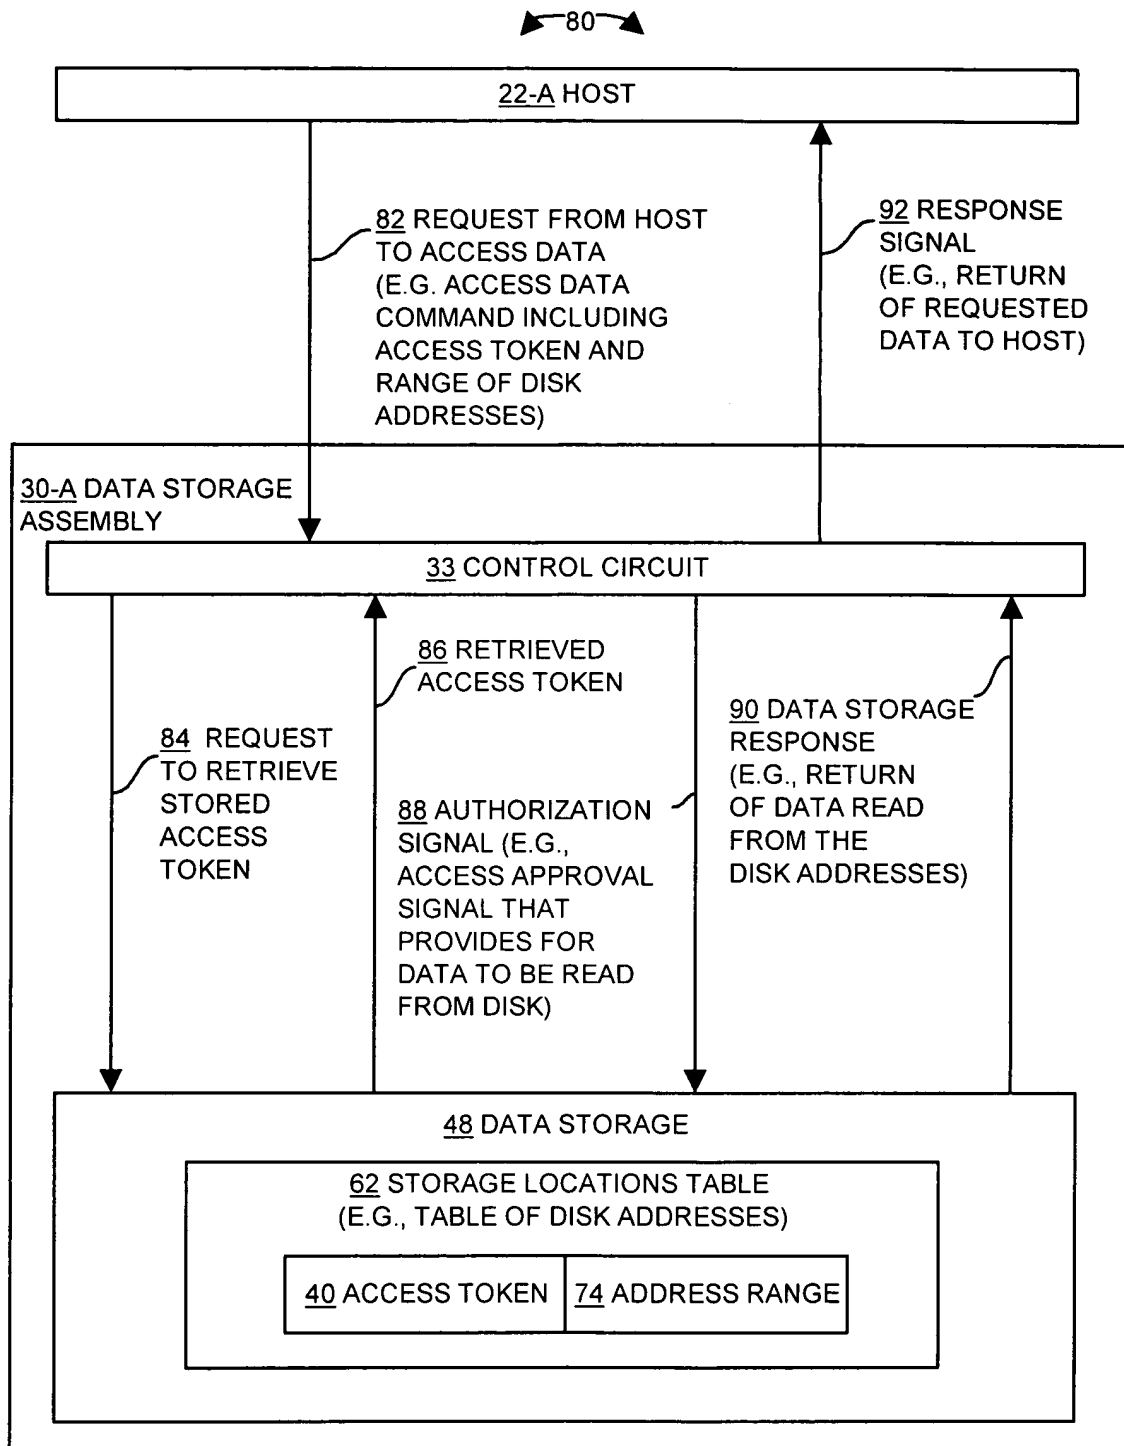 80
22-A HOST
82 REQUEST FROM HOST
TO ACCESS DATA
(E.G. ACCESS DATA
COMMAND INCLUDING
ACCESS TOKEN AND
RANGE OF DISK
ADDRESSES)
92 RESPONSE
SIGNAL
(E.G., RETURN
OF REQUESTED
DATA TO HOST)
30-A DATA STORAGE
ASSEMBLY
33 CONTROL CIRCUIT
84 REQUEST
TO RETRIEVE
STORED
ACCESS
TOKEN
86 RETRIEVED
ACCESS TOKEN
88 AUTHORIZATION
SIGNAL (E.G.,
ACCESS APPROVAL
SIGNAL THAT
PROVIDES FOR
DATA TO BE READ
FROM DISK)
90 DATA STORAGE
RESPONSE
(E.G., RETURN
OF DATA READ
FROM THE
DISK ADDRESSES)
48 DATA STORAGE
62 STORAGE LOCATIONS TABLE
(E.G., TABLE OF DISK ADDRESSES)
40 ACCESS TOKEN
74 ADDRESS RANGE